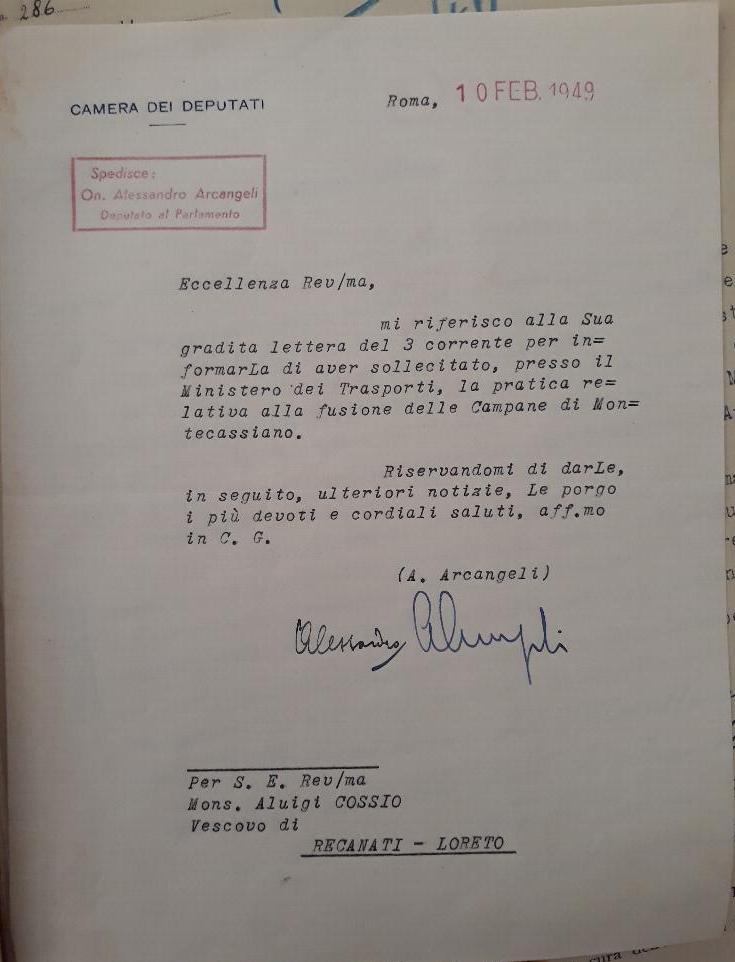 286
CAMERA DEI DEPUTATI
Roma, 10 FEB. 1949
Spedisce:
On. Alessandro Arcangeli
Deputato al Parlamento
Eccellenza Rev/ma,
mi riferisco alla Sua
gradita lettera del 3 corrente per in=
formarLa di aver sollecitato, presso il
Ministero dei Trasporti, la pratica re=
lativa alla fusione delle Campane di Mon=
tecassiano.
Riservandomi di darLe,
in seguito, ulteriori notizie, Le porgo
i più devoti e cordiali saluti, aff.mo
in C. G.
(A. Arcangeli)
Alessandro Arcangeli
Per S. E. Rev/ma
Mons. Aluigi COSSIO
Vescovo di
RECANATI - LORETO